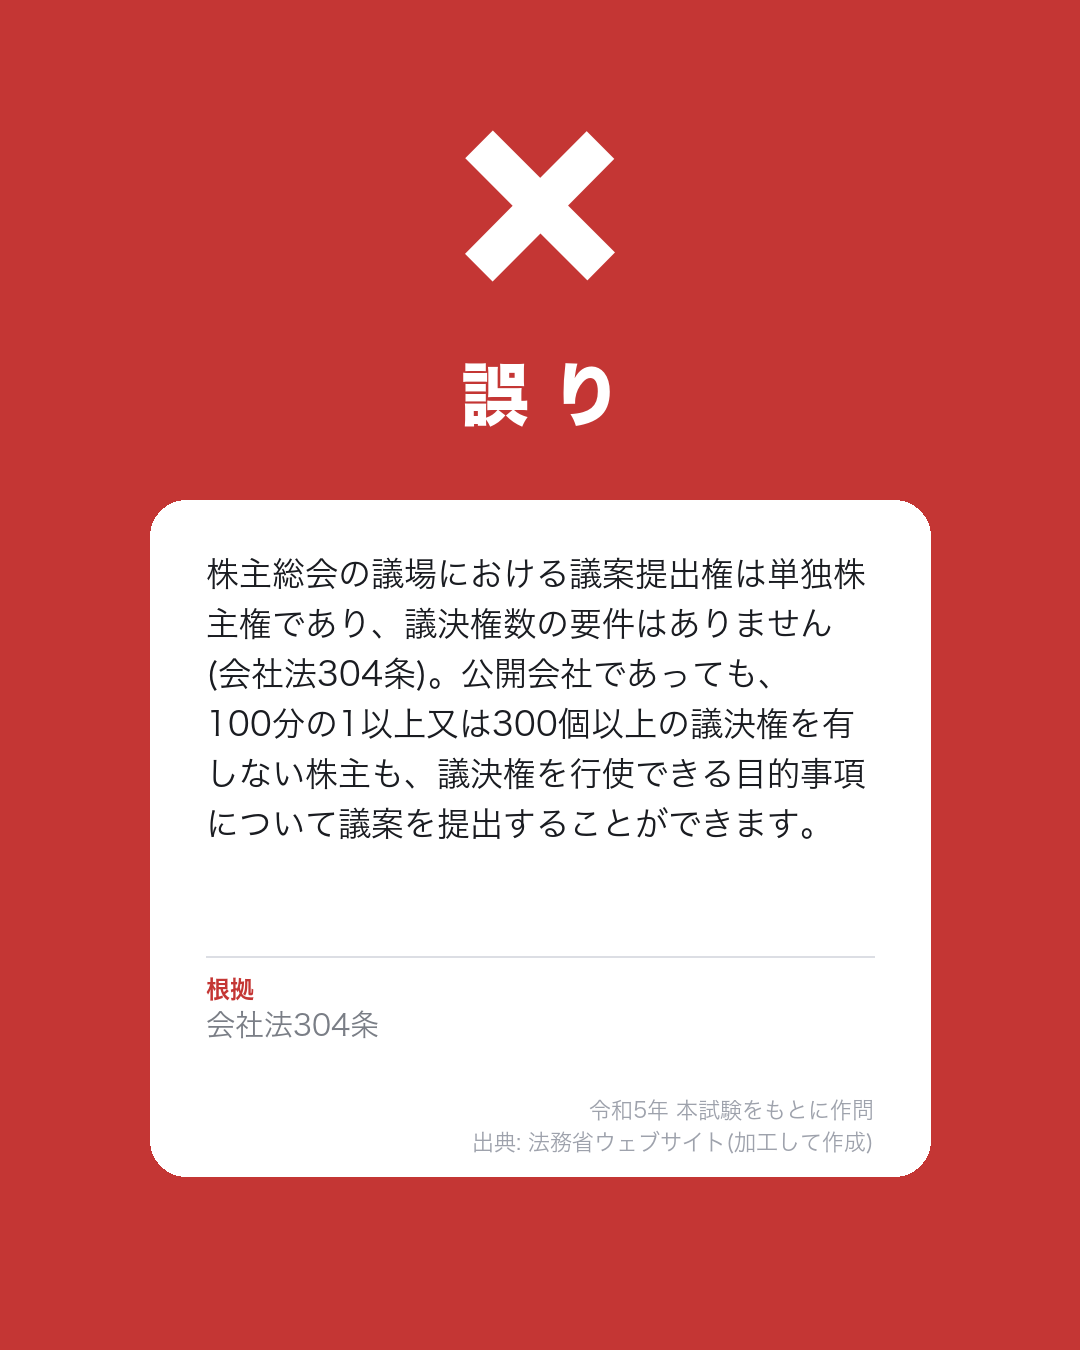 誤り
株主総会の議場における議案提出権は単独株
主権であり、議決権数の要件はありません
(会社法304条)。公開会社であっても、
100分の1以上又は300個以上の議決権を有
しない株主も、議決権を行使できる目的事項
について議案を提出することができます。
根拠
会社法304条
令和5年 本試験をもとに作問
出典: 法務省ウェブサイト(加工して作成)